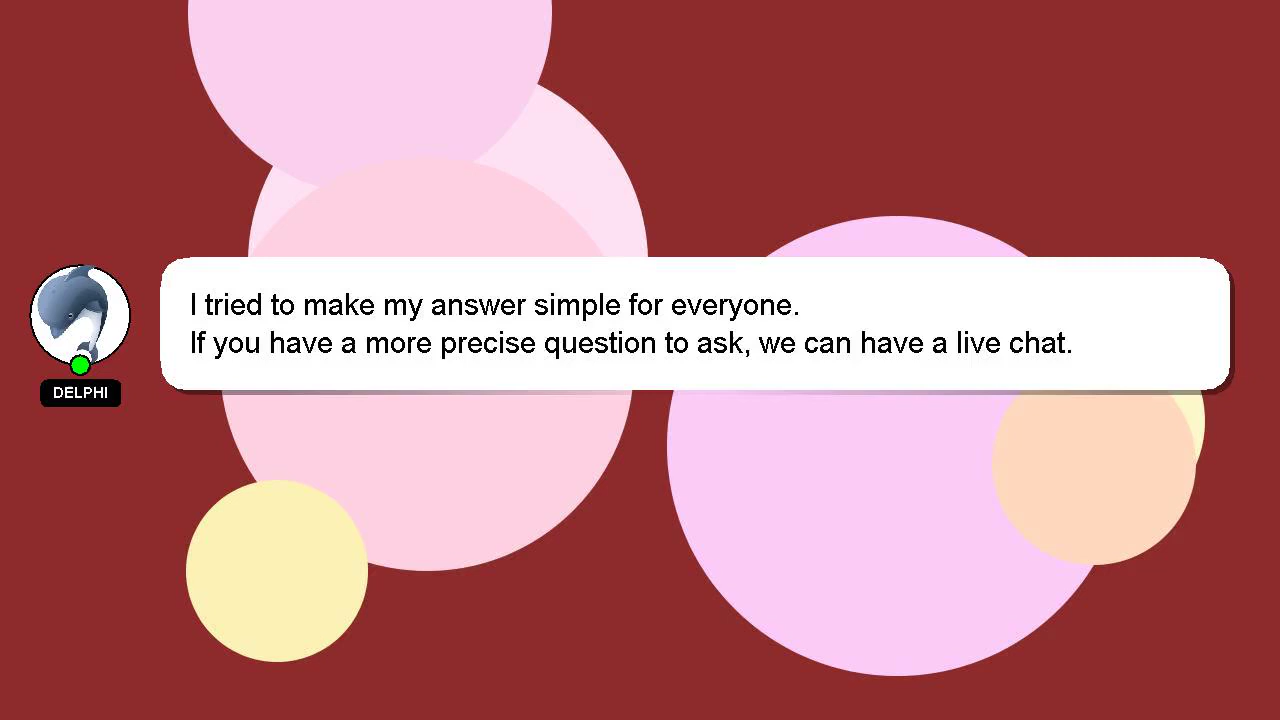 I tried to make my answer simple for everyone.
If you have a more precise question to ask, we can have a live chat.
DELPHI